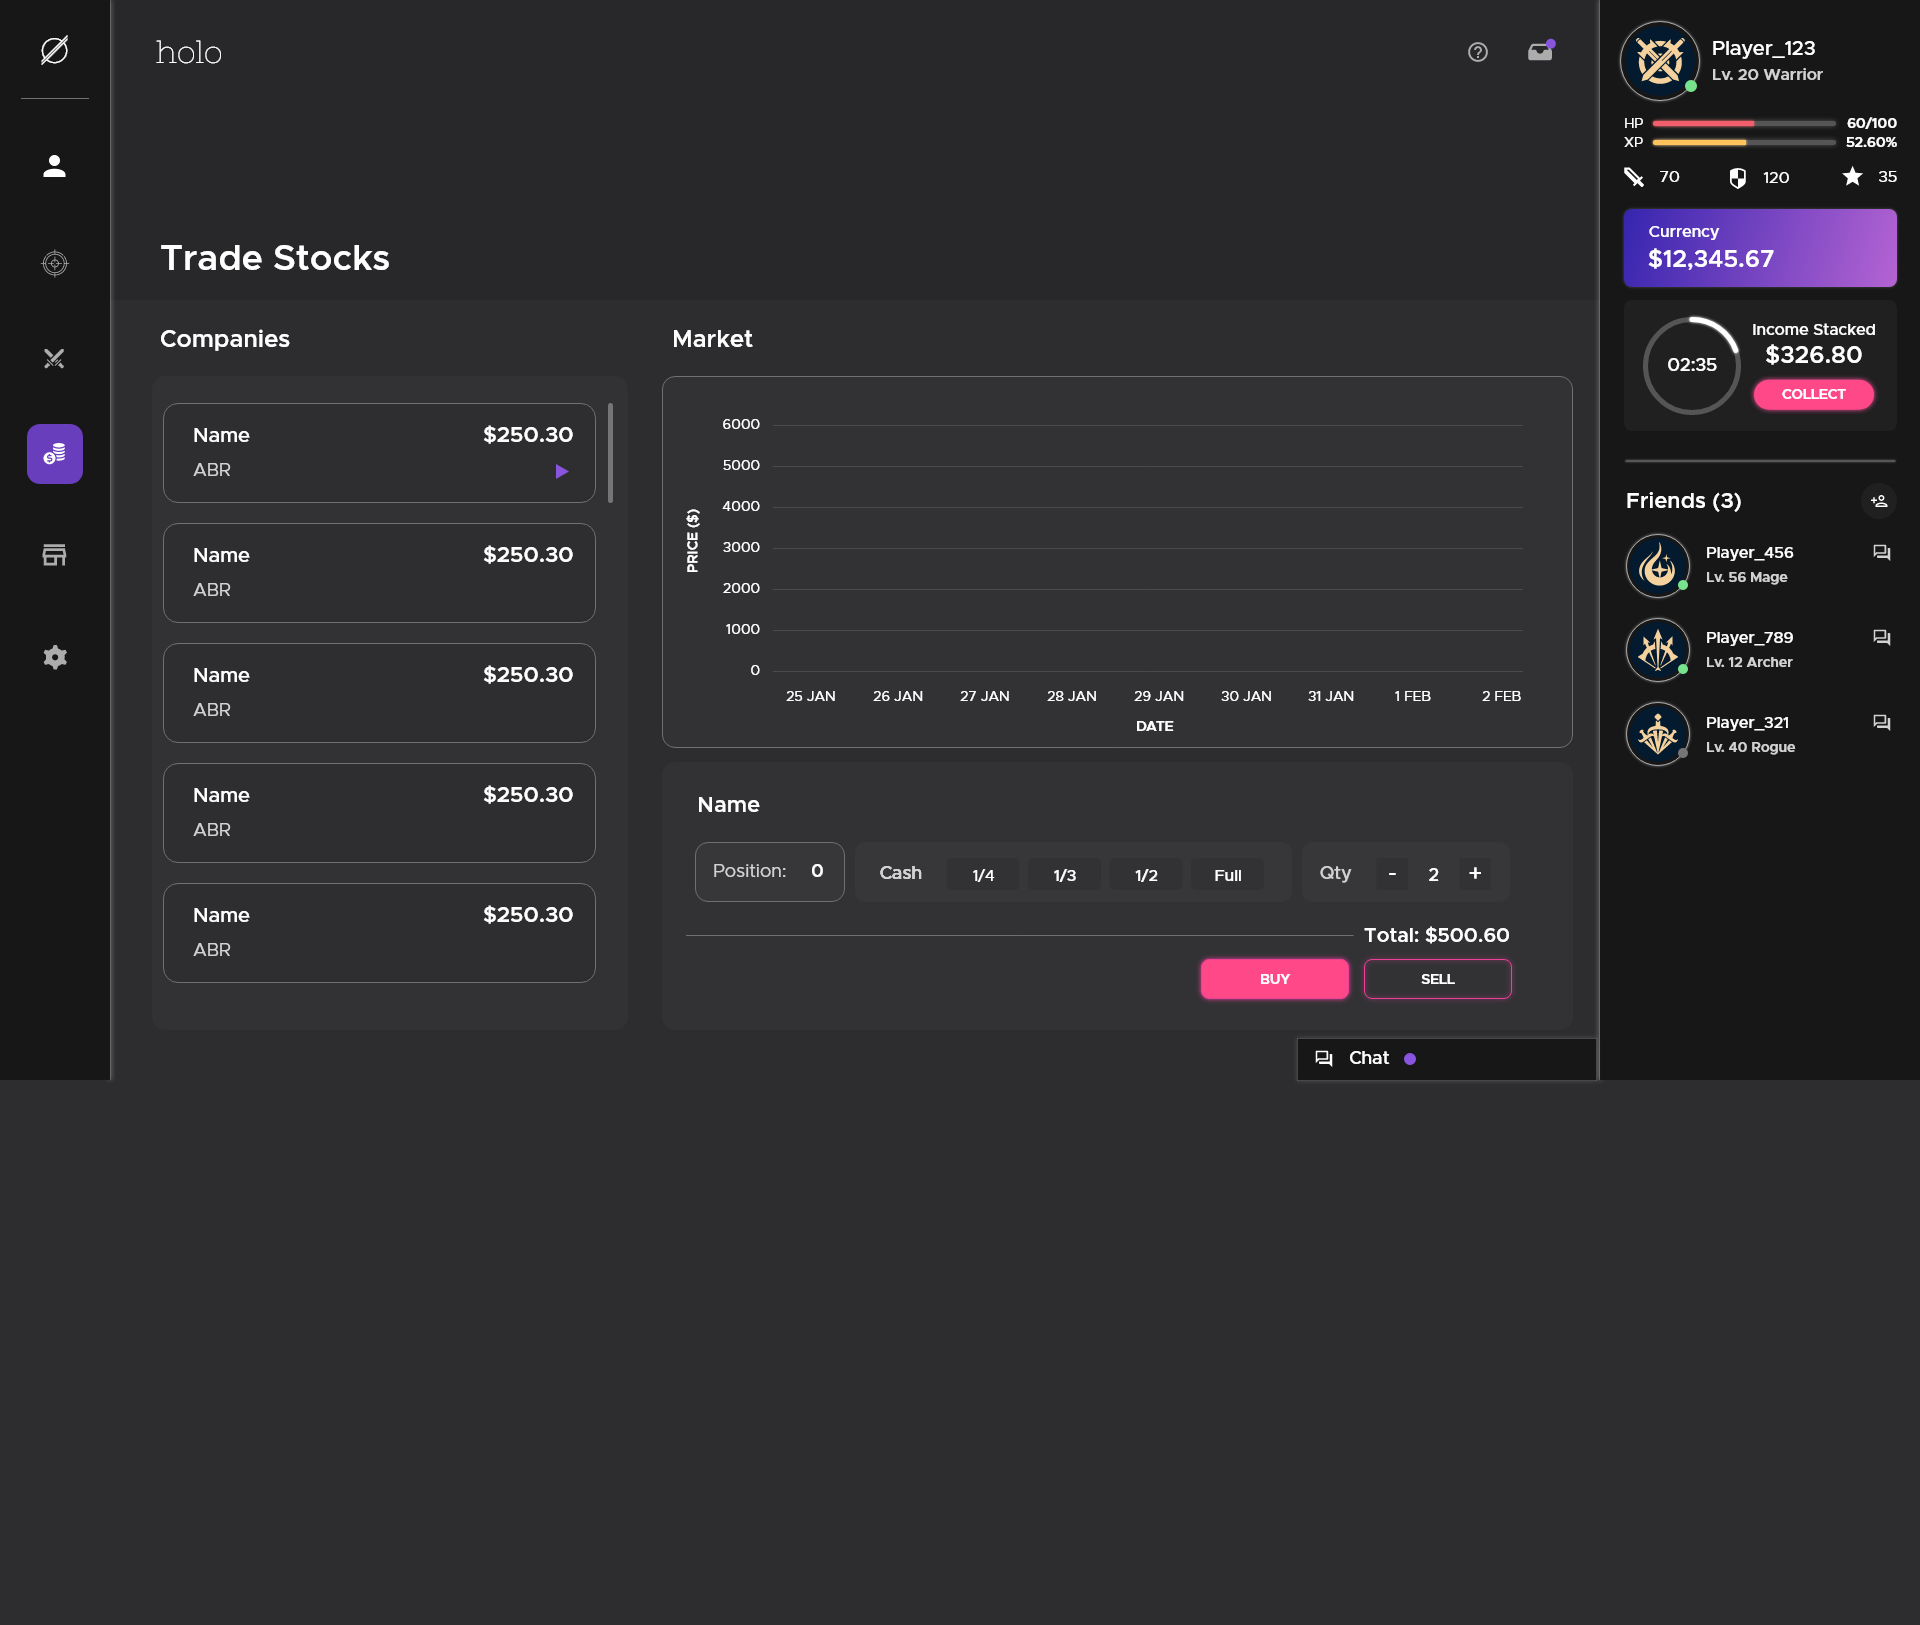 holo
Trade Stocks
Companies
Name $250.30
ABR
Name $250.30
ABR
Name $250.30
ABR
Name $250.30
ABR
Name $250.30
ABR
Market
PRICE ($)
6000
5000
4000
3000
2000
1000
0
25 JAN 26 JAN 27 JAN 28 JAN 29 JAN 30 JAN 31 JAN 1 FEB 2 FEB
DATE
Name
Position: 0 Cash 1/4 1/3 1/2 Full Qty - 2 +
Total: $500.60
BUY SELL
Chat
Player_123
Lv. 20 Warrior
HP 60/100
XP 52.60%
70 120 35
Currency
$12,345.67
02:35
Income Stacked
$326.80
COLLECT
Friends (3)
Player_456
Lv. 56 Mage
Player_789
Lv. 12 Archer
Player_321
Lv. 40 Rogue